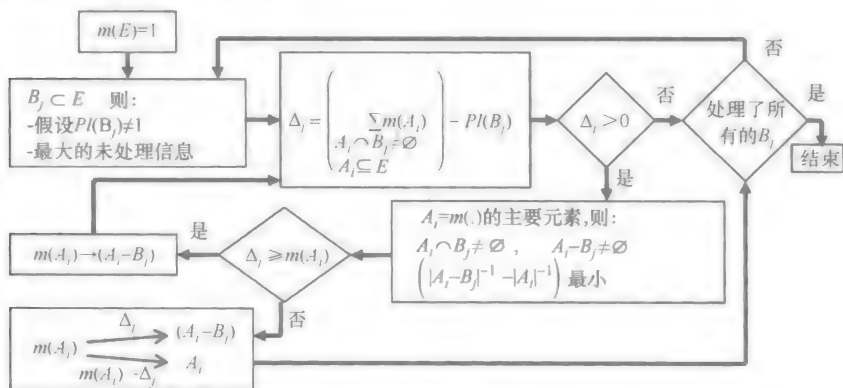 m(E)=1
B_j ⊂ E 则:
-假设Pl(B_j)≠1
-最大的未处理信息
Δ_j = ( ∑m(A_i) ) - Pl(B_j)
A_i ∩ B_j = ∅
A_i ⊆ E
Δ_j >0
否
是
处理了所
有的B_j
否
是
结束
A_i=m(.)的主要元素,则:
A_i ∩ B_j ≠ ∅ , A_i-B_j ≠ ∅
( |A_i-B_j|^{-1} -|A_i|^{-1} ) 最小
Δ_j ≥ m(A_i)
是
否
m(A_i)→(A_i-B_j)
Δ_j (A_i-B_j)
m(A_i)
A_i
m(A_i) -Δ_j